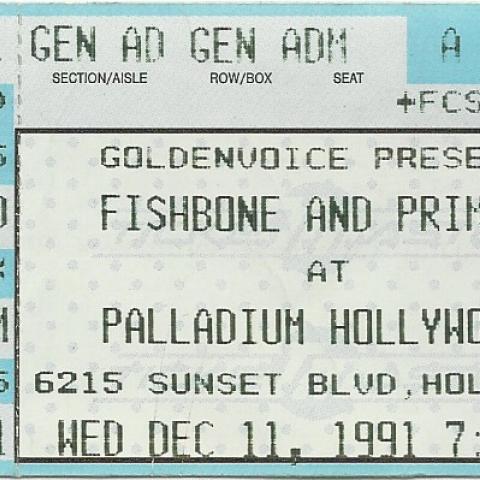 GEN AD GEN ADM A
SECTION/AISLE ROW/BOX SEAT
+FCS
GOLDENVOICE PRESE
FISHBONE AND PRIM
AT
PALLADIUM HOLLYWO
6215 SUNSET BLVD,HOL
WED DEC 11, 1991 7: